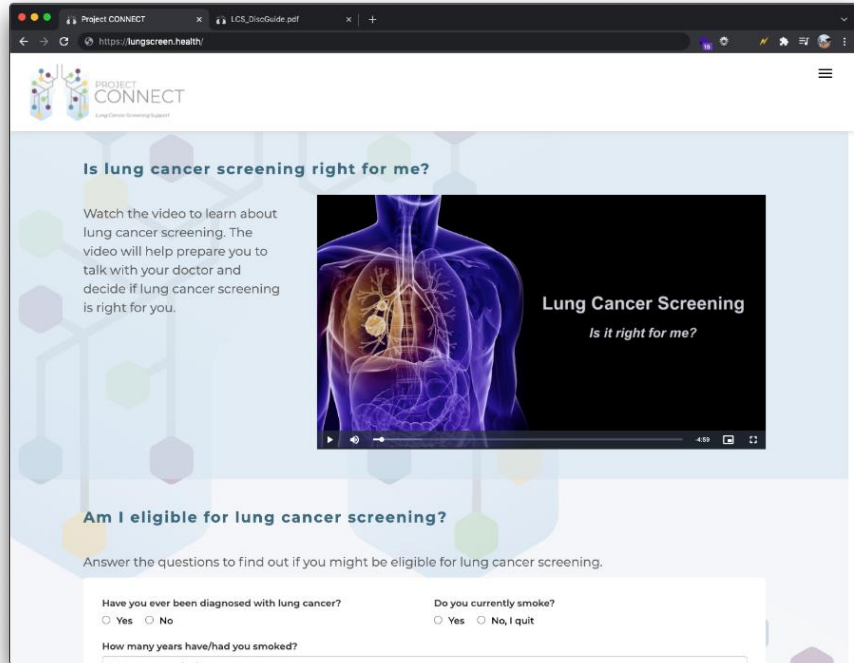 Project CONNECT
LCS_DiscGuide.pdf
https://lungscreen.health/
16
PROJECT
CONNECT
Lung Cancer Screening Support
Is lung cancer screening right for me?
Watch the video to learn about
lung cancer screening. The
video will help prepare you to
talk with your doctor and
decide if lung cancer screening
is right for you.
Lung Cancer Screening
Is it right for me?
-4:59
Am I eligible for lung cancer screening?
Answer the questions to find out if you might be eligible for lung cancer screening.
Have you ever been diagnosed with lung cancer? Do you currently smoke?
Yes No Yes No, I quit
How many years have/had you smoked?